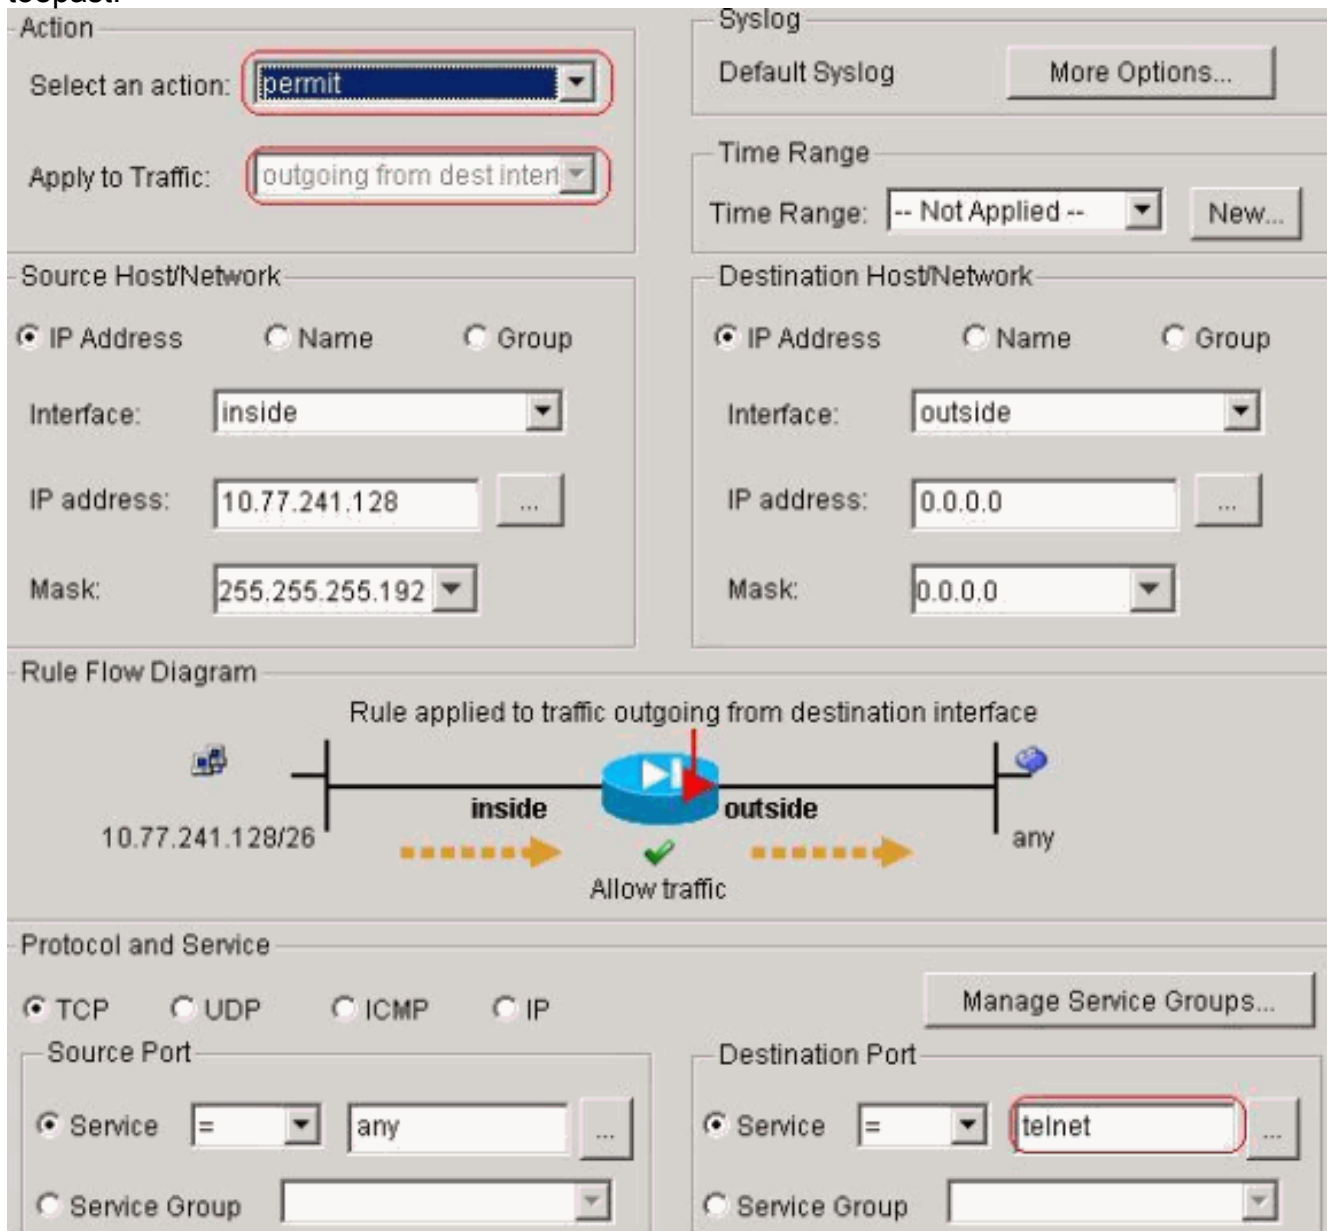 toepast.
Action
Select an action: permit
Apply to Traffic: outgoing from dest interf
Syslog
Default Syslog More Options...
Time Range
Time Range: -- Not Applied -- New...
Source Host/Network
IP Address Name Group
Interface: inside
IP address: 10.77.241.128 ...
Mask: 255.255.255.192
Destination Host/Network
IP Address Name Group
Interface: outside
IP address: 0.0.0.0 ...
Mask: 0.0.0.0
Rule Flow Diagram
Rule applied to traffic outgoing from destination interface
inside outside
10.77.241.128/26 any
Allow traffic
Protocol and Service
TCP UDP ICMP IP Manage Service Groups...
Source Port
Service = any ...
Service Group
Destination Port
Service = telnet ...
Service Group